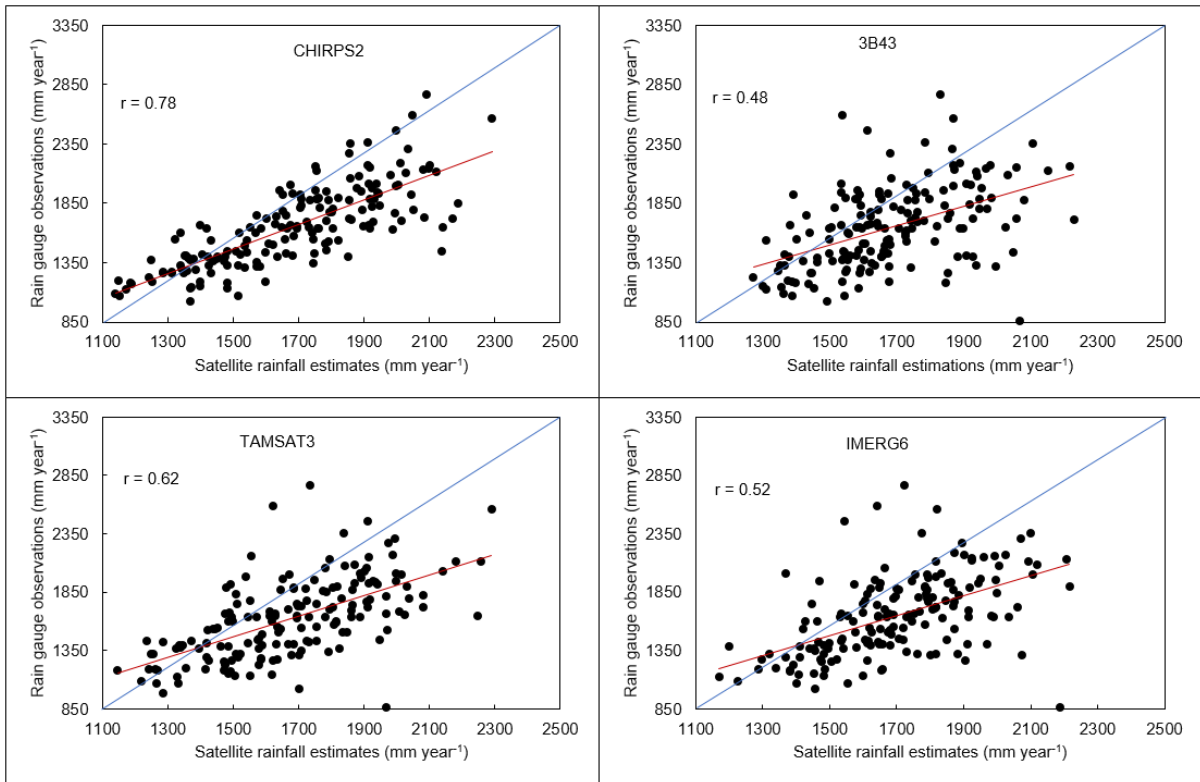 CHIRPS2
r = 0.78
Rain gauge observations (mm year⁻¹)
3350
2850
2350
1850
1350
850
1100 1300 1500 1700 1900 2100 2300 2500
Satellite rainfall estimates (mm year⁻¹)
3B43
r = 0.48
Rain gauge observations (mm year⁻¹)
3350
2850
2350
1850
1350
850
1100 1300 1500 1700 1900 2100 2300 2500
Satellite rainfall estimations (mm year⁻¹)
TAMSAT3
r = 0.62
Rain gauge observations (mm year⁻¹)
3350
2850
2350
1850
1350
850
1100 1300 1500 1700 1900 2100 2300 2500
Satellite rainfall estimates (mm year⁻¹)
IMERG6
r = 0.52
Rain gauge observations (mm year⁻¹)
3350
2850
2350
1850
1350
850
1100 1300 1500 1700 1900 2100 2300 2500
Satellite rainfall estimates (mm year⁻¹)